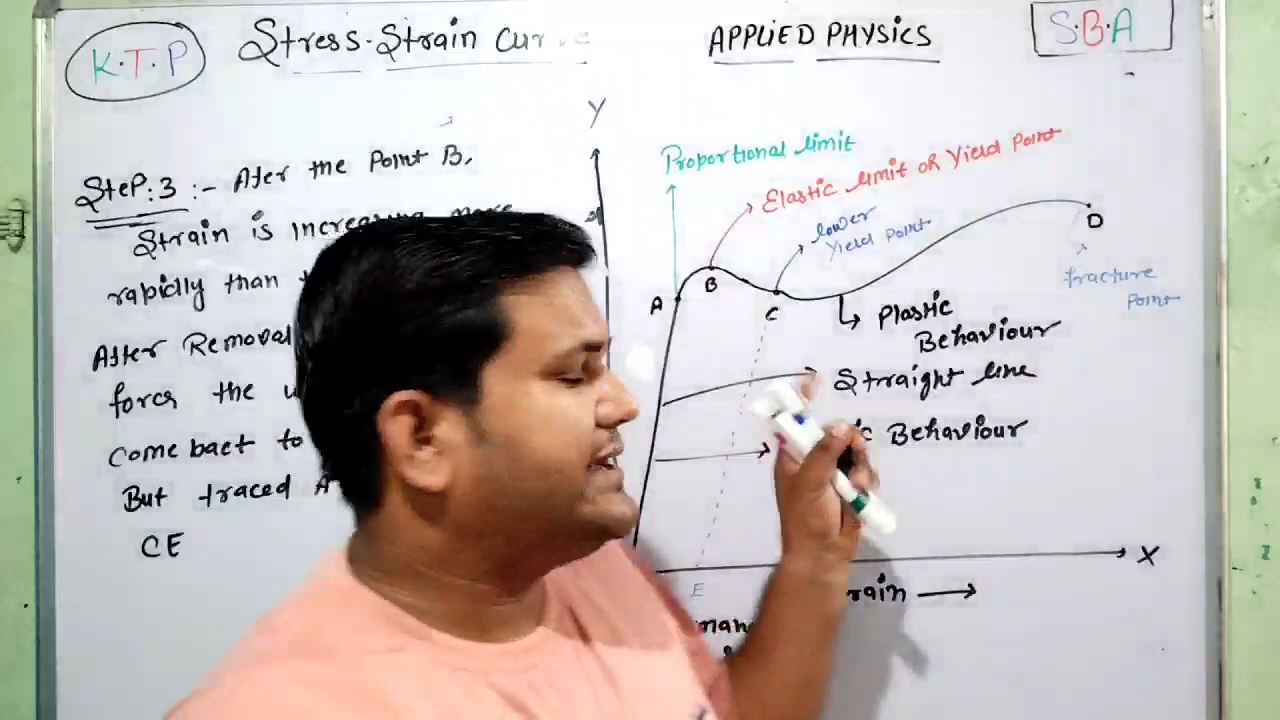 K.T.P
Stress-Strain Curve
APPLIED PHYSICS
S.B.A
SteP:3 :- After the Point B,
Strain is increasing more
rapidly than
After Removal
force the
come bact to
But traced
CE
Y
Proportional limit
Elastic limit or Yield Point
lower
Yield Point
A
B
C
D
fracture
Point
Plastic
Behaviour
Straight line
Behaviour
E
X